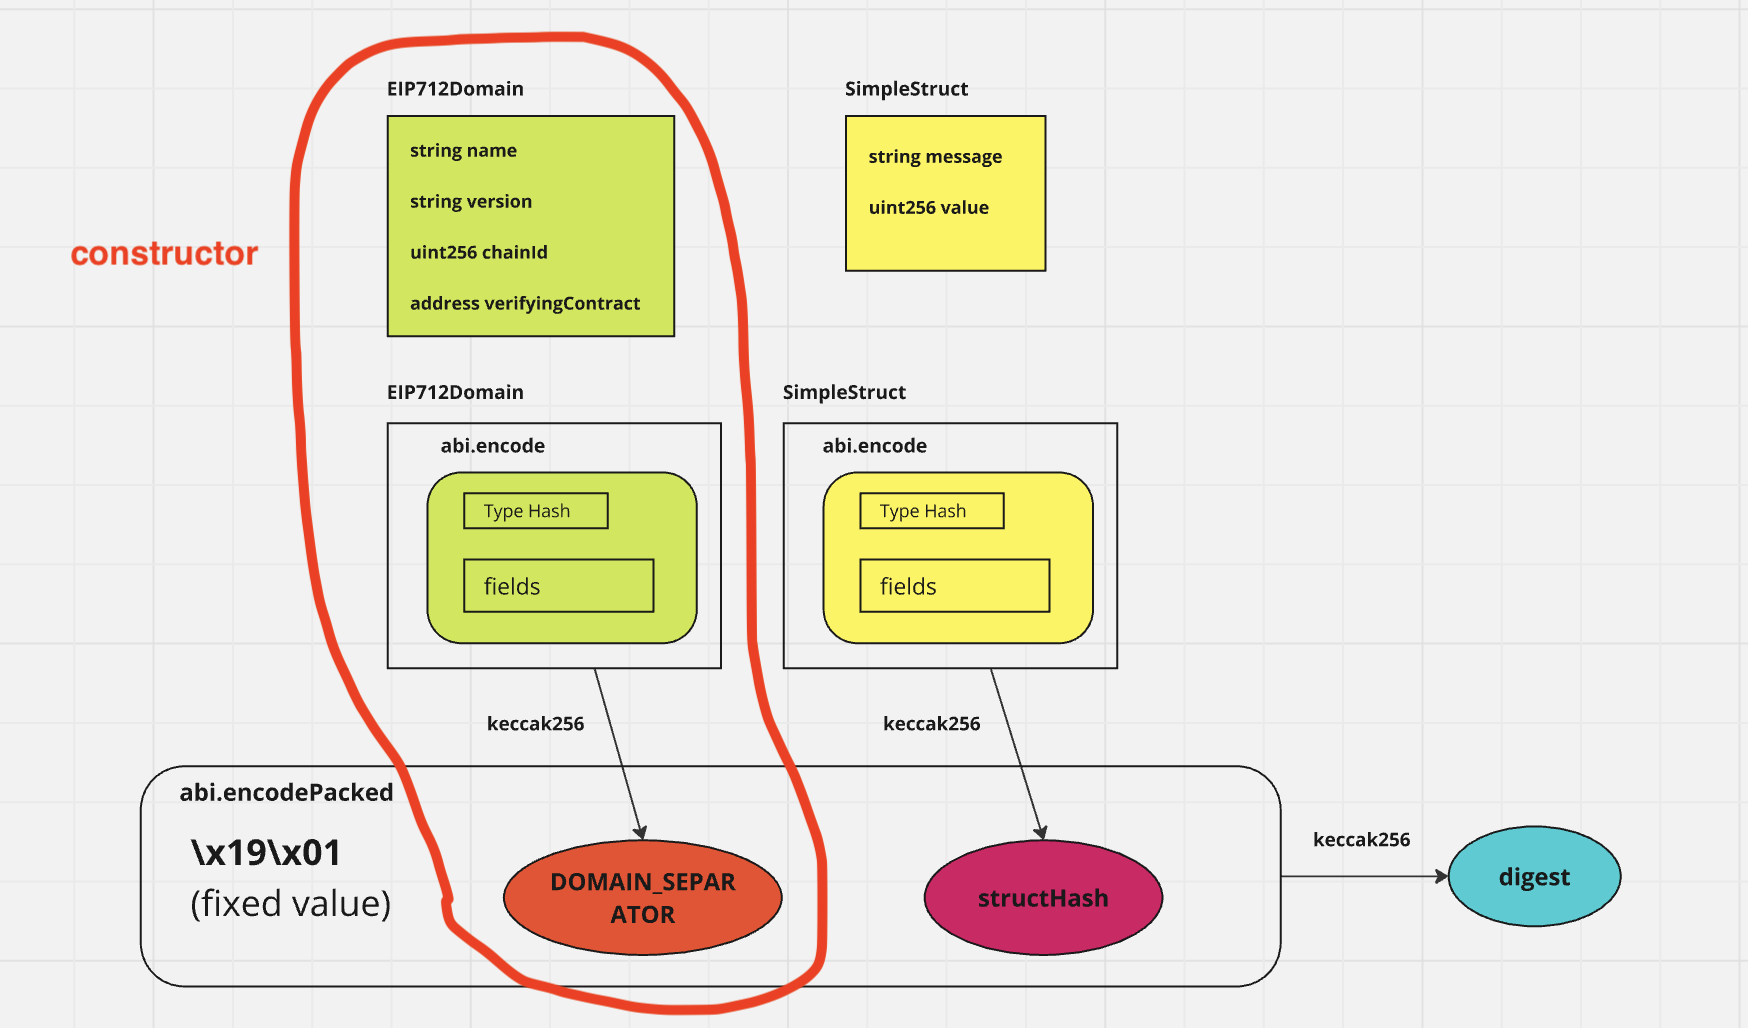 EIP712Domain
string name
string version
uint256 chainId
address verifyingContract
SimpleStruct
string message
uint256 value
constructor
EIP712Domain
abi.encode
Type Hash
fields
SimpleStruct
abi.encode
Type Hash
fields
keccak256
keccak256
abi.encodePacked
\x19\x01
(fixed value)
DOMAIN_SEPAR
ATOR
structHash
keccak256
digest